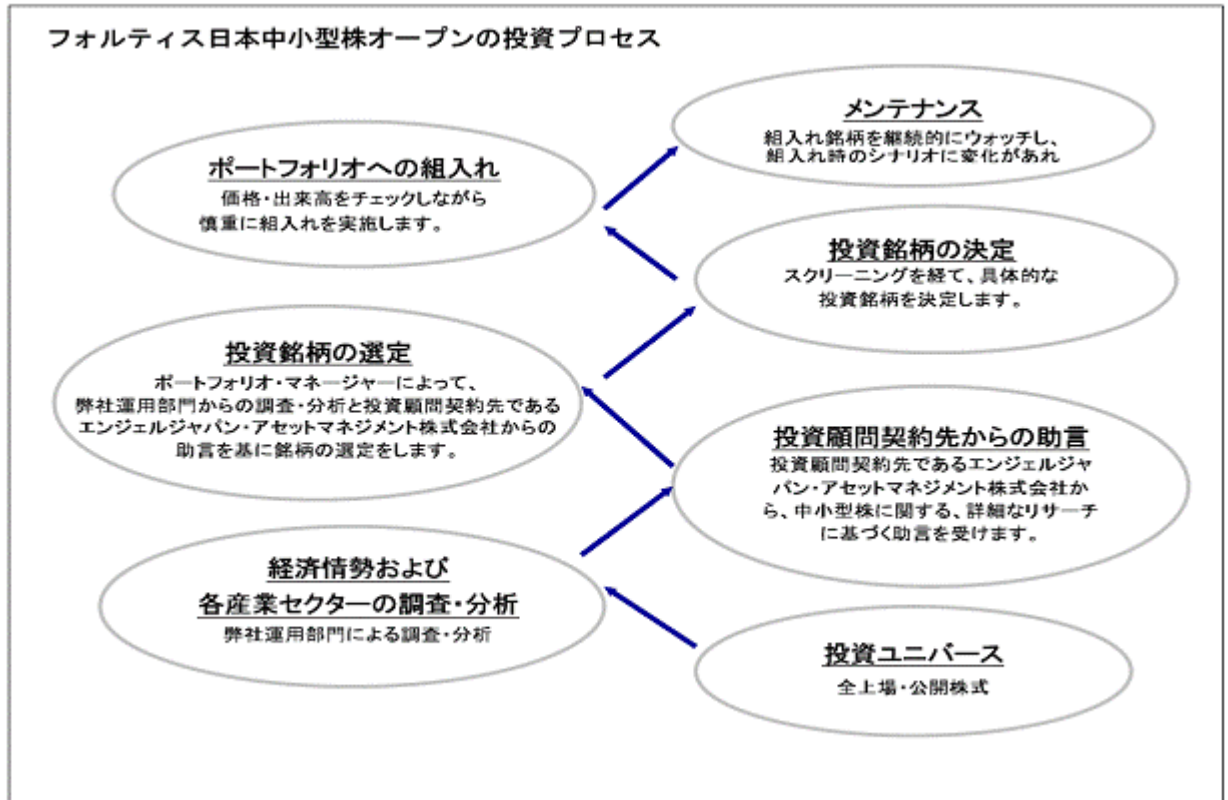 フォルティス日本中小型株オープンの投資プロセス
メンテナンス
組入れ銘柄を継続的にウォッチし、
組入れ時のシナリオに変化があれ
ポートフォリオへの組入れ
価格・出来高をチェックしながら
慎重に組入れを実施します。
投資銘柄の決定
スクリーニングを経て、具体的な
投資銘柄を決定します。
投資銘柄の選定
ポートフォリオ・マネージャーによって、
弊社運用部門からの調査・分析と投資顧問契約先である
エンジェルジャパン・アセットマネジメント株式会社からの
助言を基に銘柄の選定をします。
投資顧問契約先からの助言
投資顧問契約先であるエンジェルジャ
パン・アセットマネジメント株式会社か
ら、中小型株に関する、詳細なリサーチ
に基づく助言を受けます。
経済情勢および
各産業セクターの調査・分析
弊社運用部門による調査・分析
投資ユニバース
全上場・公開株式